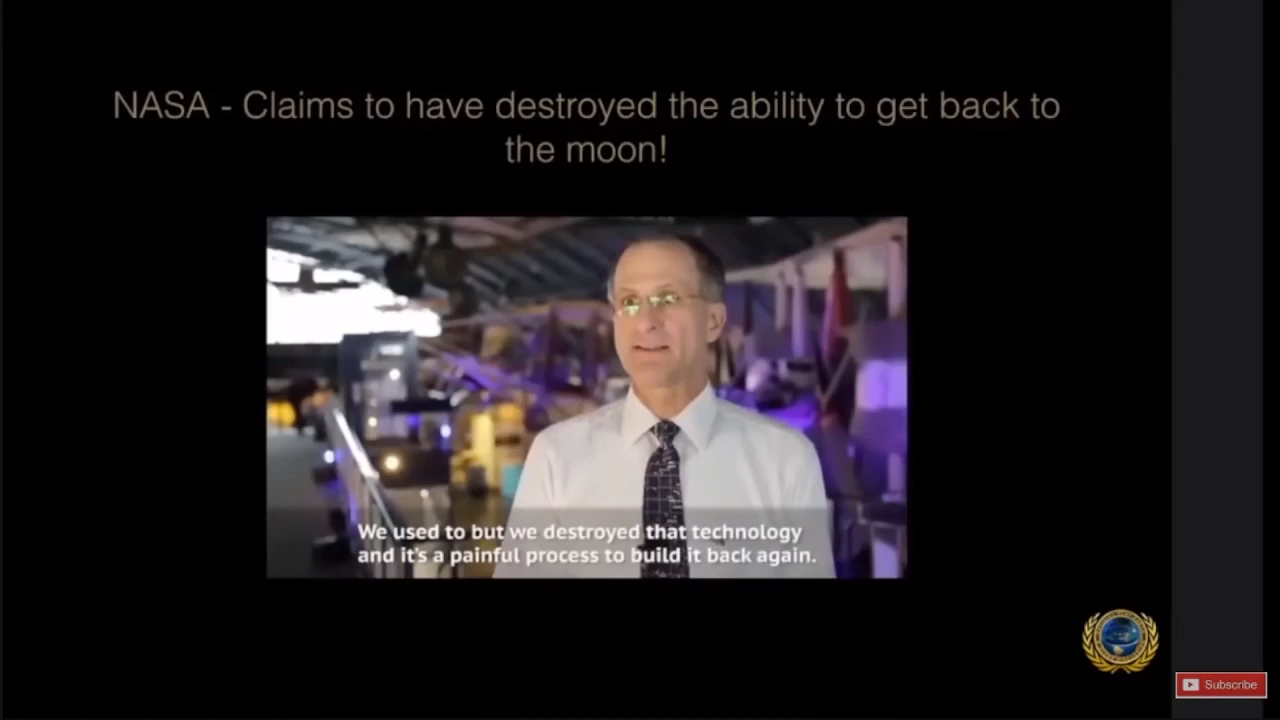 NASA - Claims to have destroyed the ability to get back to
the moon!
We used to but we destroyed that technology
and it's a painful process to build it back again.
Subscribe